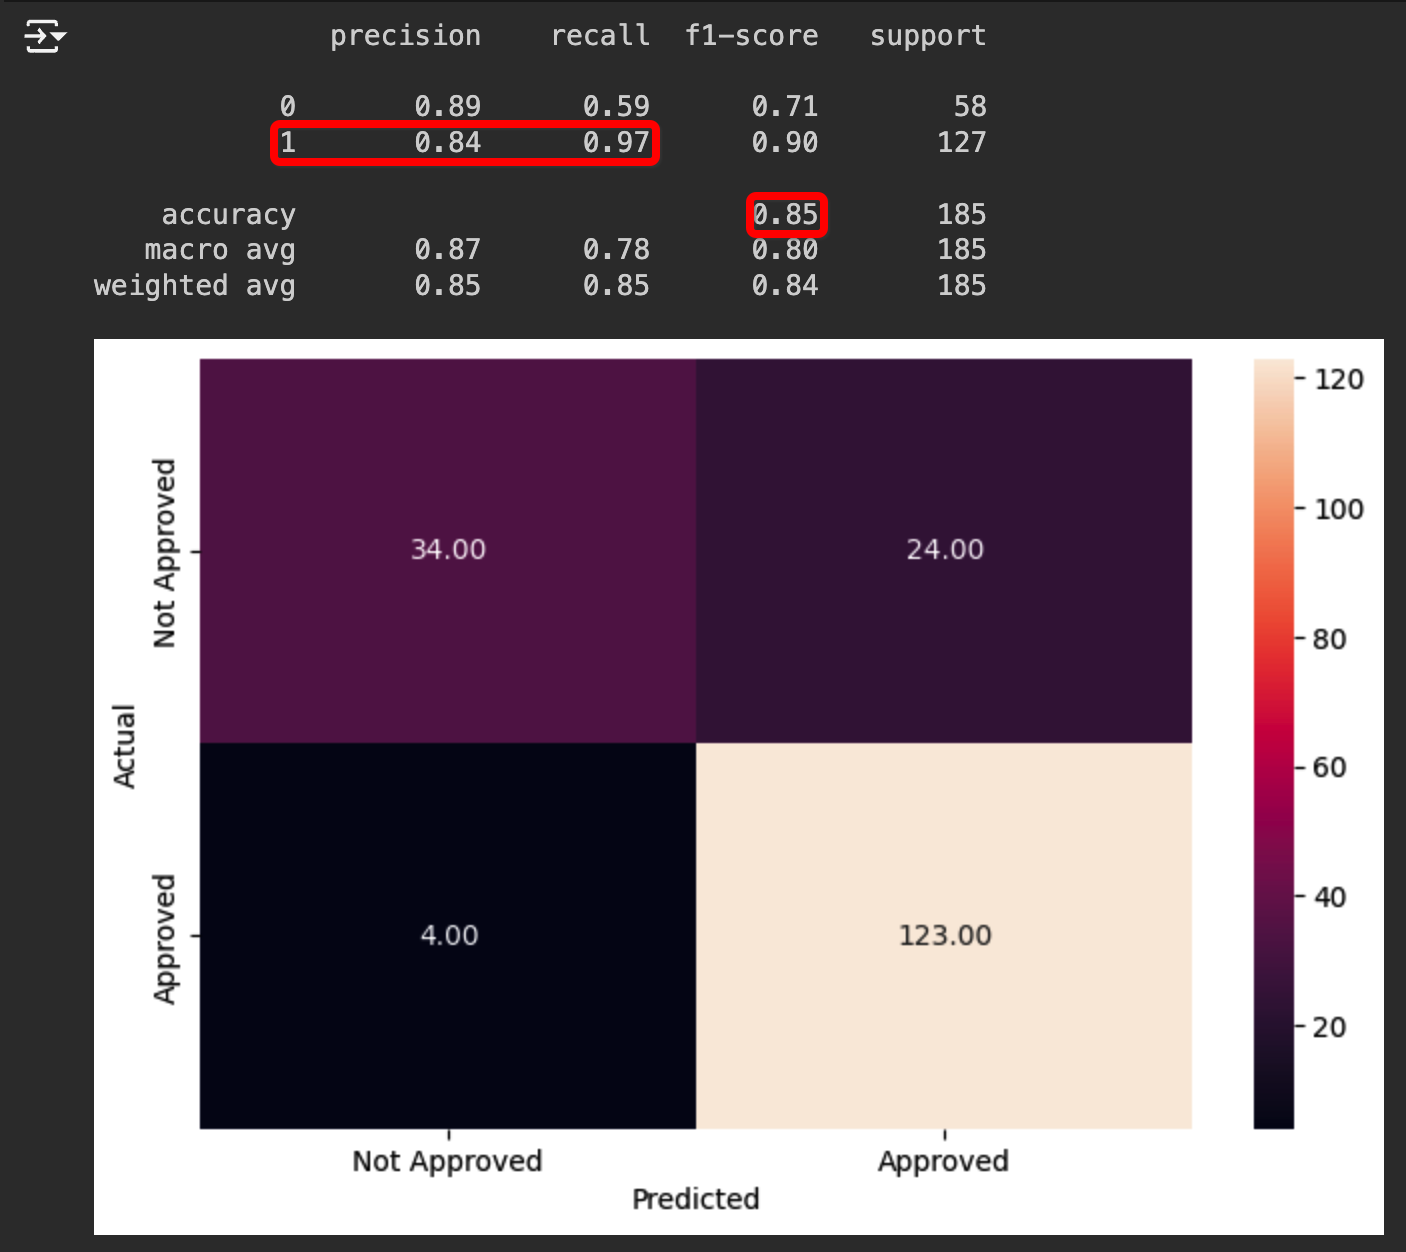 precision recall f1-score support
0 0.89 0.59 0.71 58
1 0.84 0.97 0.90 127
accuracy 0.85 185
macro avg 0.87 0.78 0.80 185
weighted avg 0.85 0.85 0.84 185
120
100
80
60
40
20
Actual
Not Approved
34.00 24.00
Approved
4.00 123.00
Not Approved Approved
Predicted